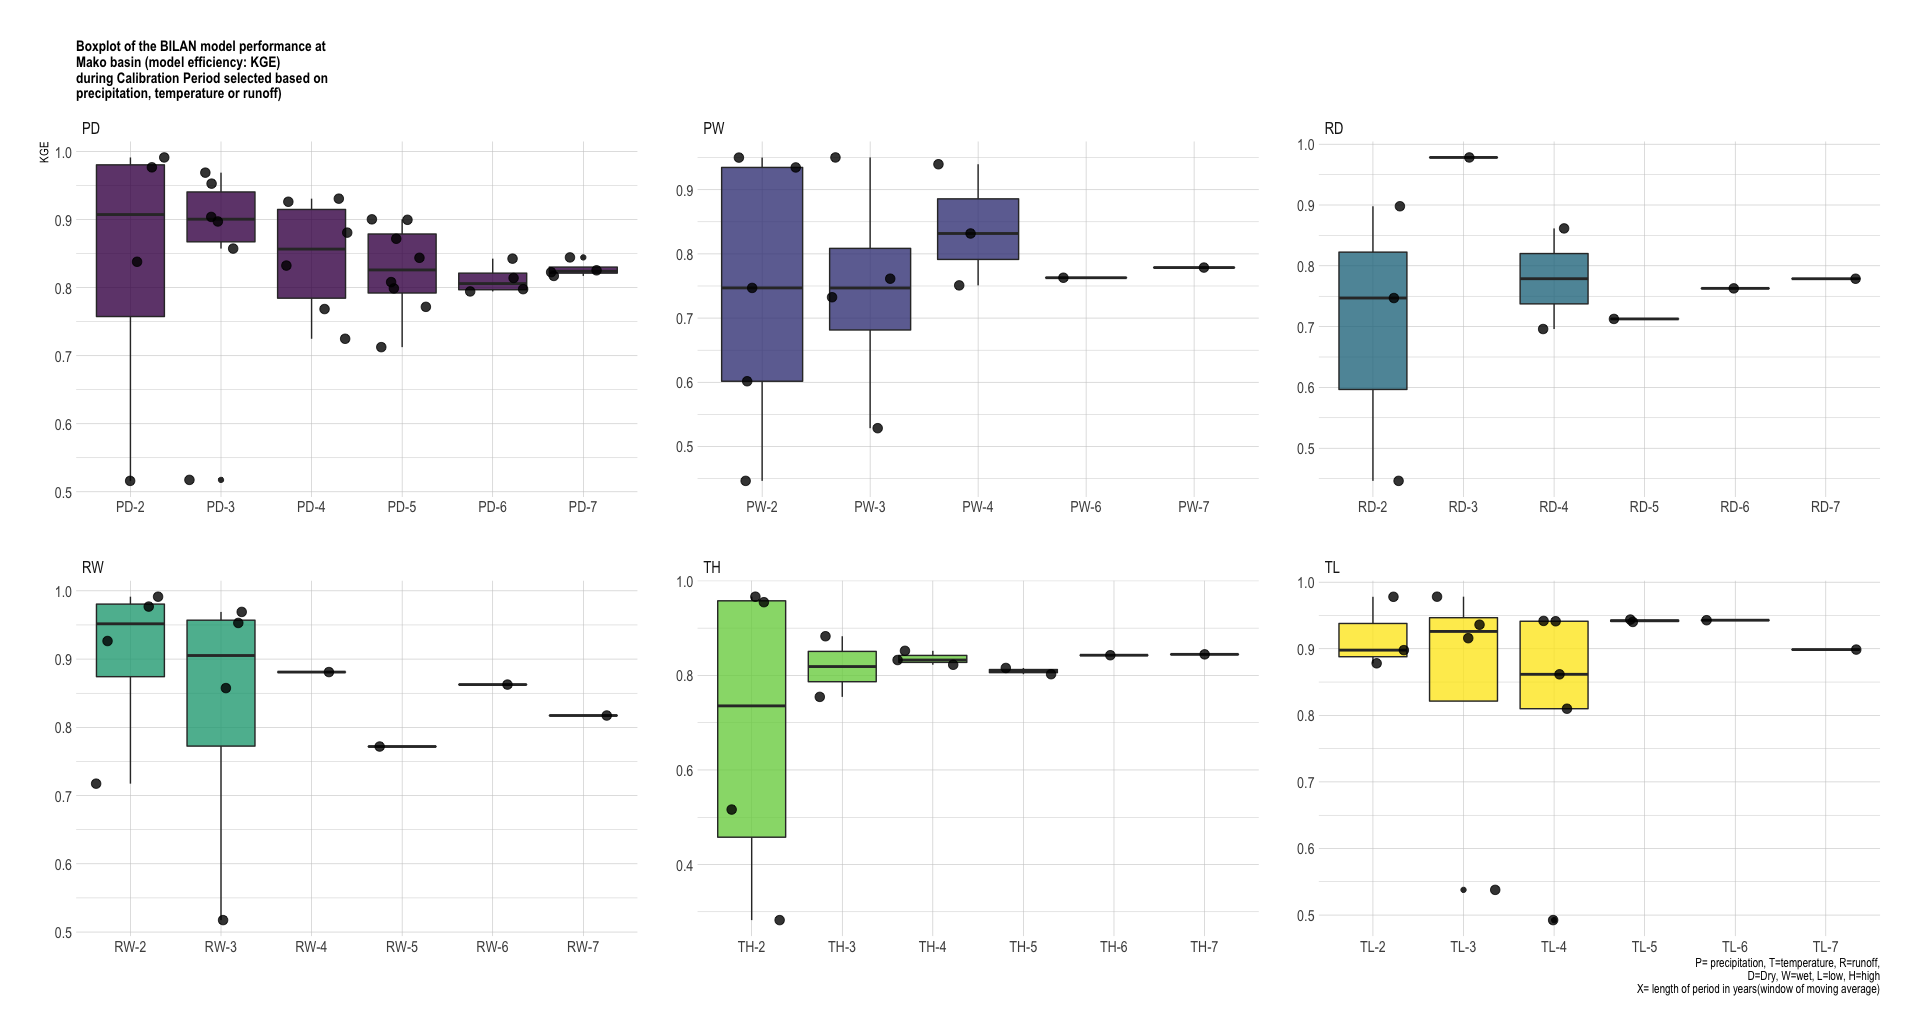 Boxplot of the BILAN model performance at
Mako basin (model efficiency: KGE)
during Calibration Period selected based on
precipitation, temperature or runoff)
PD
KGE
1.0
0.9
0.8
0.7
0.6
0.5
PD-2 PD-3 PD-4 PD-5 PD-6 PD-7
PW
0.9
0.8
0.7
0.6
0.5
PW-2 PW-3 PW-4 PW-6 PW-7
RD
1.0
0.9
0.8
0.7
0.6
0.5
RD-2 RD-3 RD-4 RD-5 RD-6 RD-7
RW
1.0
0.9
0.8
0.7
0.6
0.5
RW-2 RW-3 RW-4 RW-5 RW-6 RW-7
TH
1.0
0.8
0.6
0.4
TH-2 TH-3 TH-4 TH-5 TH-6 TH-7
TL
1.0
0.9
0.8
0.7
0.6
0.5
TL-2 TL-3 TL-4 TL-5 TL-6 TL-7
P= precipitation, T=temperature, R=runoff,
D=Dry, W=wet, L=low, H=high
X= length of period in years(window of moving average)